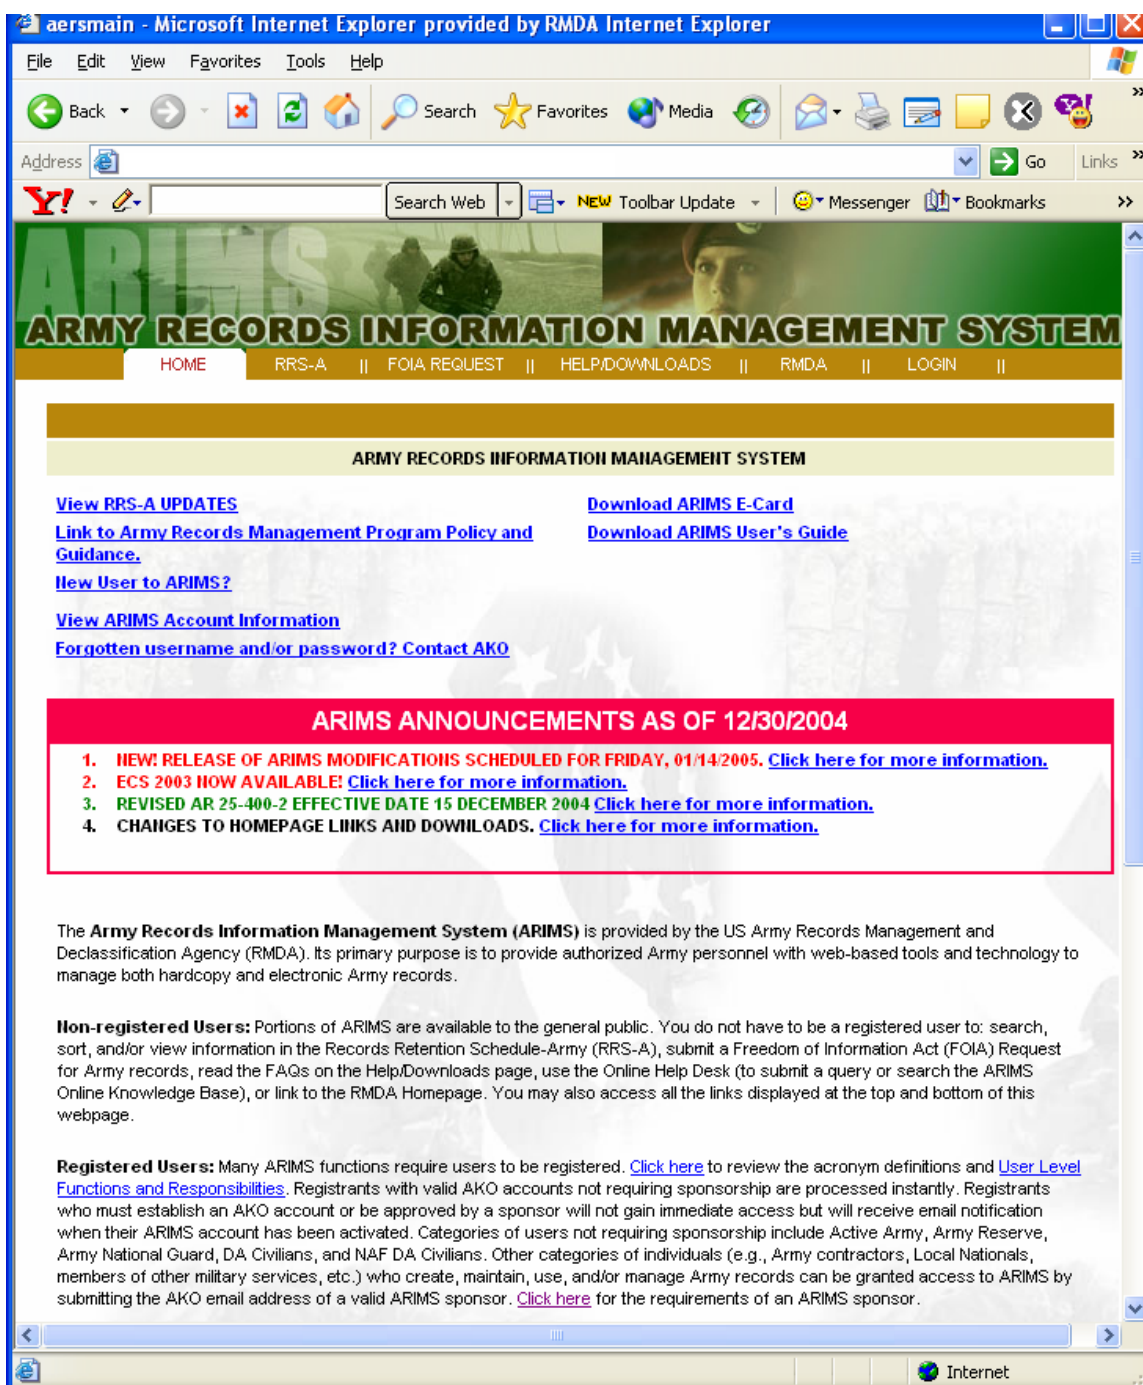 aersmain - Microsoft Internet Explorer provided by RMDA Internet Explorer
File Edit View Favorites Tools Help
Back Search Favorites Media
Address Go Links
Y! Search Web NEW Toolbar Update Messenger Bookmarks
ARIMS
ARMY RECORDS INFORMATION MANAGEMENT SYSTEM
HOME RRS-A || FOIA REQUEST || HELP/DOWNLOADS || RMDA || LOGIN ||
ARMY RECORDS INFORMATION MANAGEMENT SYSTEM
View RRS-A UPDATES
Link to Army Records Management Program Policy and
Guidance.
New User to ARIMS?
View ARIMS Account Information
Forgotten username and/or password? Contact AKO
Download ARIMS E-Card
Download ARIMS User's Guide
ARIMS ANNOUNCEMENTS AS OF 12/30/2004
1. NEW! RELEASE OF ARIMS MODIFICATIONS SCHEDULED FOR FRIDAY, 01/14/2005. Click here for more information.
2. ECS 2003 NOW AVAILABLE! Click here for more information.
3. REVISED AR 25-400-2 EFFECTIVE DATE 15 DECEMBER 2004 Click here for more information.
4. CHANGES TO HOMEPAGE LINKS AND DOWNLOADS. Click here for more information.
The Army Records Information Management System (ARIMS) is provided by the US Army Records Management and
Declassification Agency (RMDA). Its primary purpose is to provide authorized Army personnel with web-based tools and technology to
manage both hardcopy and electronic Army records.
Non-registered Users: Portions of ARIMS are available to the general public. You do not have to be a registered user to: search,
sort, and/or view information in the Records Retention Schedule-Army (RRS-A), submit a Freedom of Information Act (FOIA) Request
for Army records, read the FAQs on the Help/Downloads page, use the Online Help Desk (to submit a query or search the ARIMS
Online Knowledge Base), or link to the RMDA Homepage. You may also access all the links displayed at the top and bottom of this
webpage.
Registered Users: Many ARIMS functions require users to be registered. Click here to review the acronym definitions and User Level
Functions and Responsibilities. Registrants with valid AKO accounts not requiring sponsorship are processed instantly. Registrants
who must establish an AKO account or be approved by a sponsor will not gain immediate access but will receive email notification
when their ARIMS account has been activated. Categories of users not requiring sponsorship include Active Army, Army Reserve,
Army National Guard, DA Civilians, and NAF DA Civilians. Other categories of individuals (e.g., Army contractors, Local Nationals,
members of other military services, etc.) who create, maintain, use, and/or manage Army records can be granted access to ARIMS by
submitting the AKO email address of a valid ARIMS sponsor. Click here for the requirements of an ARIMS sponsor.
Internet